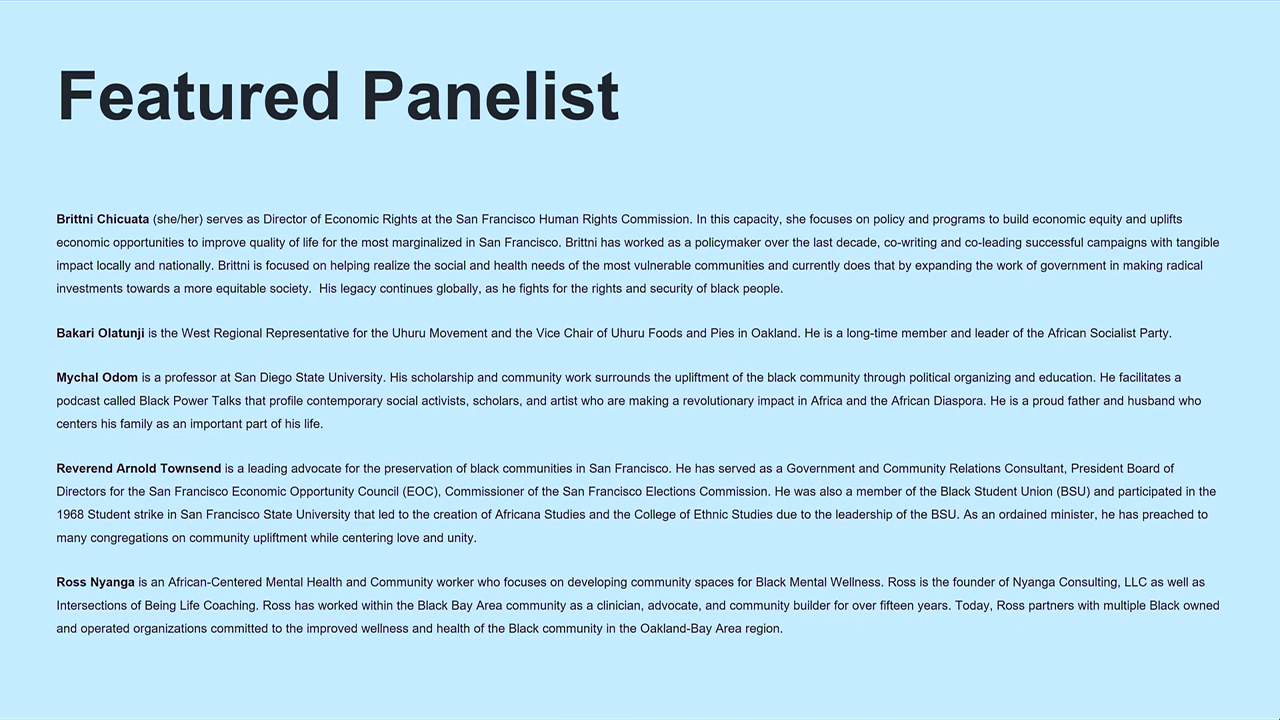 Featured Panelist
Brittni Chicuata (she/her) serves as Director of Economic Rights at the San Francisco Human Rights Commission. In this capacity, she focuses on policy and programs to build economic equity and uplifts
economic opportunities to improve quality of life for the most marginalized in San Francisco. Brittni has worked as a policymaker over the last decade, co-writing and co-leading successful campaigns with tangible
impact locally and nationally. Brittni is focused on helping realize the social and health needs of the most vulnerable communities and currently does that by expanding the work of government in making radical
investments towards a more equitable society.  His legacy continues globally, as he fights for the rights and security of black people.
Bakari Olatunji is the West Regional Representative for the Uhuru Movement and the Vice Chair of Uhuru Foods and Pies in Oakland. He is a long-time member and leader of the African Socialist Party.
Mychal Odom is a professor at San Diego State University. His scholarship and community work surrounds the upliftment of the black community through political organizing and education. He facilitates a
podcast called Black Power Talks that profile contemporary social activists, scholars, and artist who are making a revolutionary impact in Africa and the African Diaspora. He is a proud father and husband who
centers his family as an important part of his life.
Reverend Arnold Townsend is a leading advocate for the preservation of black communities in San Francisco. He has served as a Government and Community Relations Consultant, President Board of
Directors for the San Francisco Economic Opportunity Council (EOC), Commissioner of the San Francisco Elections Commission. He was also a member of the Black Student Union (BSU) and participated in the
1968 Student strike in San Francisco State University that led to the creation of Africana Studies and the College of Ethnic Studies due to the leadership of the BSU. As an ordained minister, he has preached to
many congregations on community upliftment while centering love and unity.
Ross Nyanga is an African-Centered Mental Health and Community worker who focuses on developing community spaces for Black Mental Wellness. Ross is the founder of Nyanga Consulting, LLC as well as
Intersections of Being Life Coaching. Ross has worked within the Black Bay Area community as a clinician, advocate, and community builder for over fifteen years. Today, Ross partners with multiple Black owned
and operated organizations committed to the improved wellness and health of the Black community in the Oakland-Bay Area region.